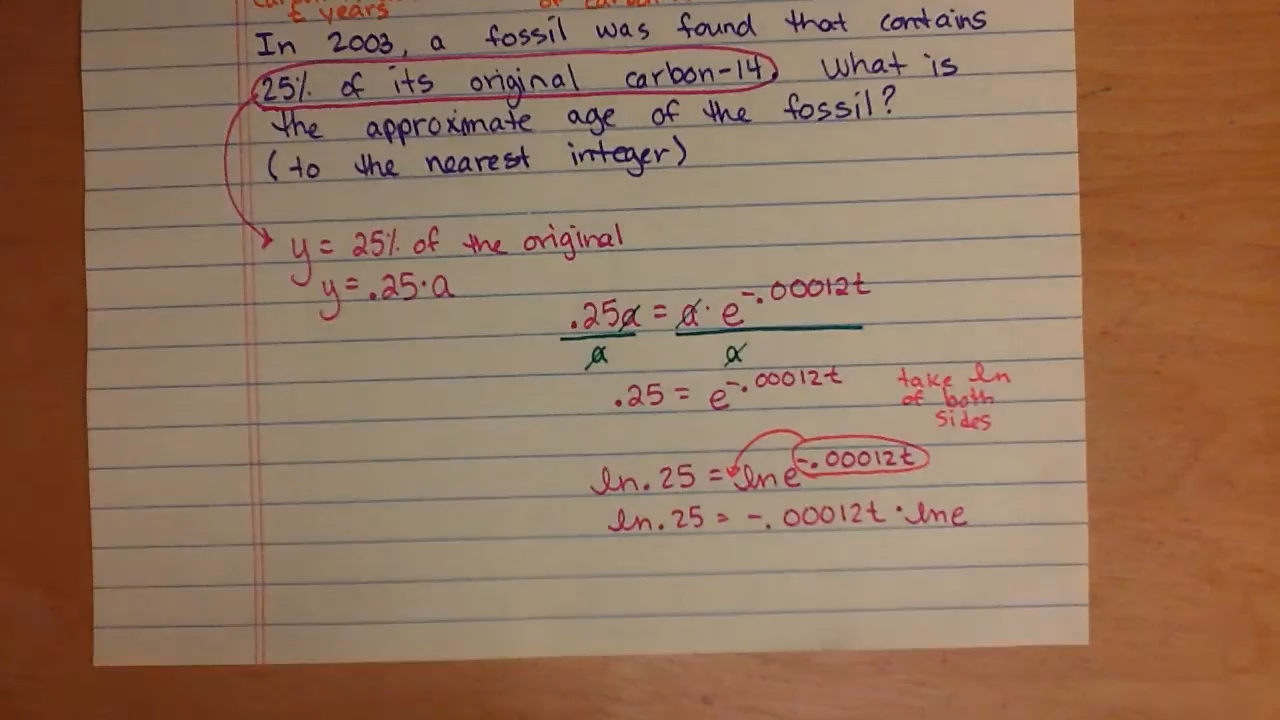 t years
In 2003, a fossil was found that contains
25% of its original carbon-14. What is
the approximate age of the fossil?
(to the nearest integer)
y = 25% of the original
y = .25·a
.25a = a·e^-.00012t
a a
.25 = e^-.00012t
take ln
of both
sides
ln .25 = ln e^-.00012t
ln .25 = -.00012t · ln e